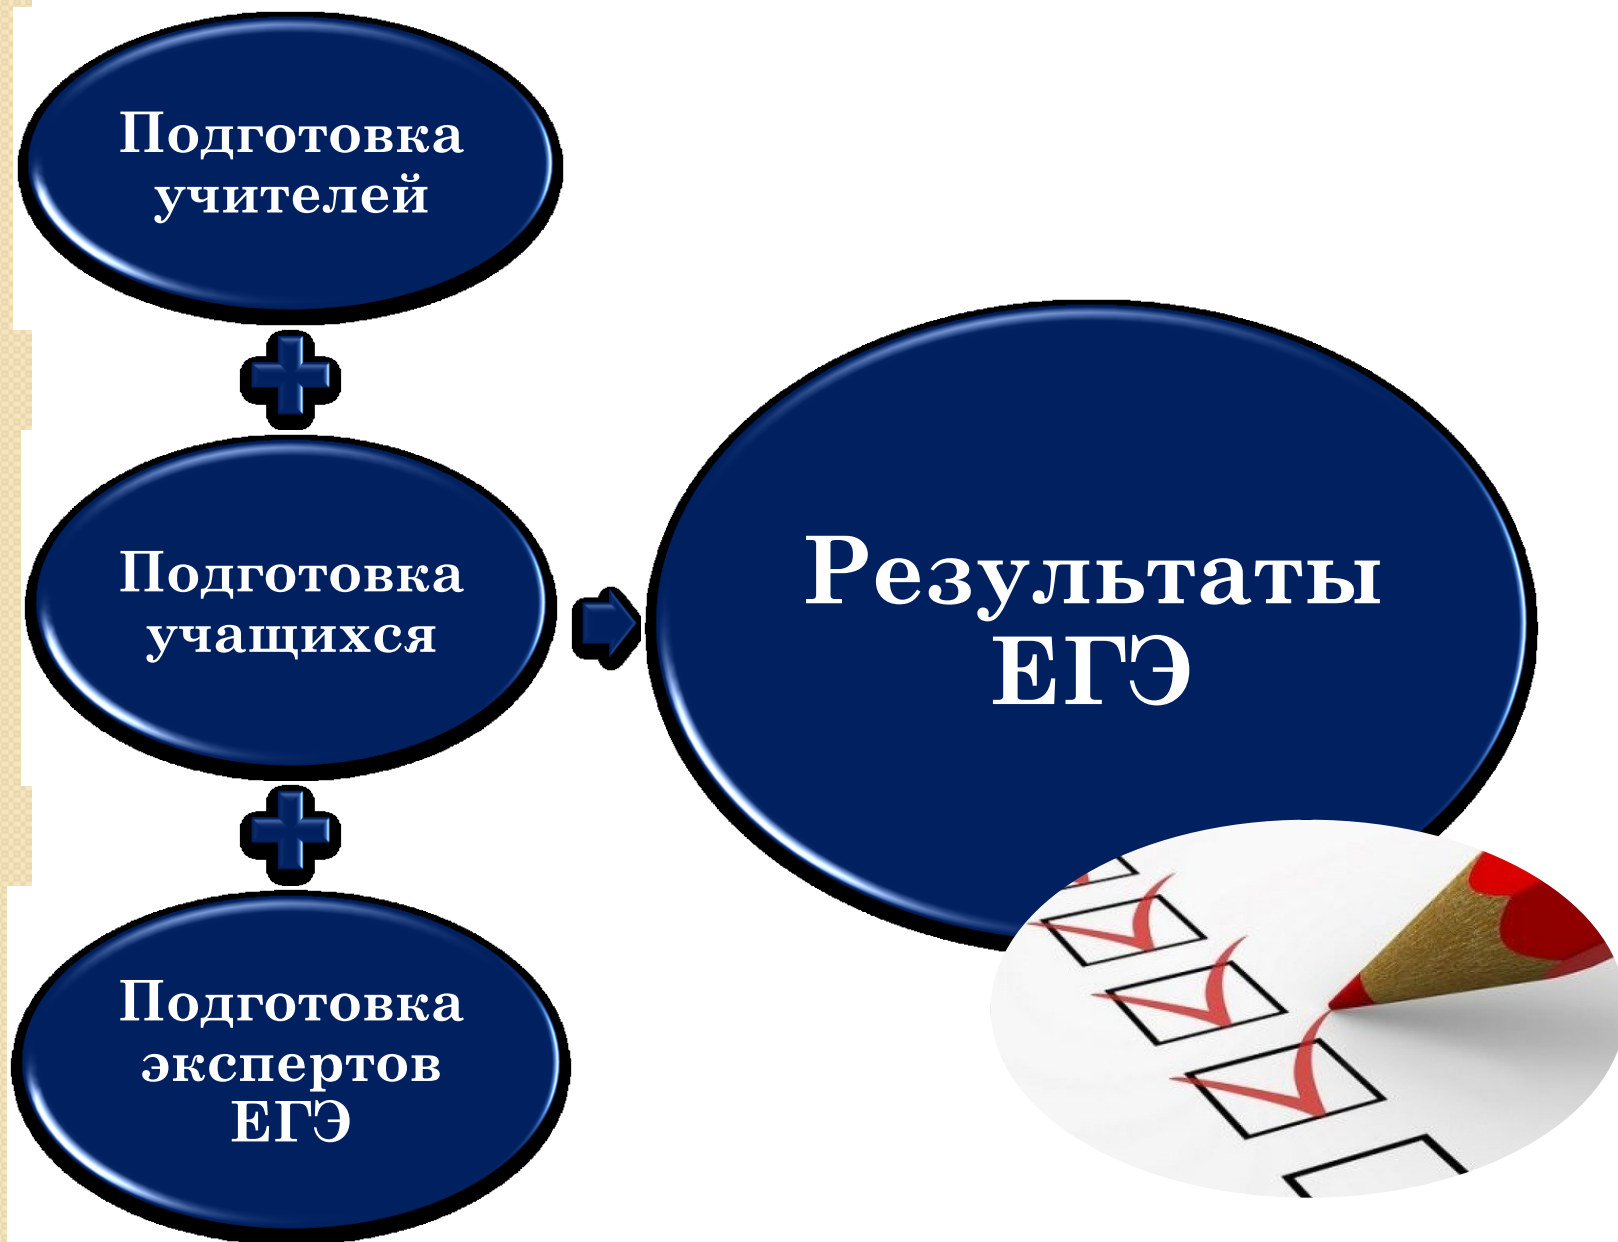 Подготовка
учителей
Подготовка
учащихся
Подготовка
экспертов
ЕГЭ
Результаты
ЕГЭ